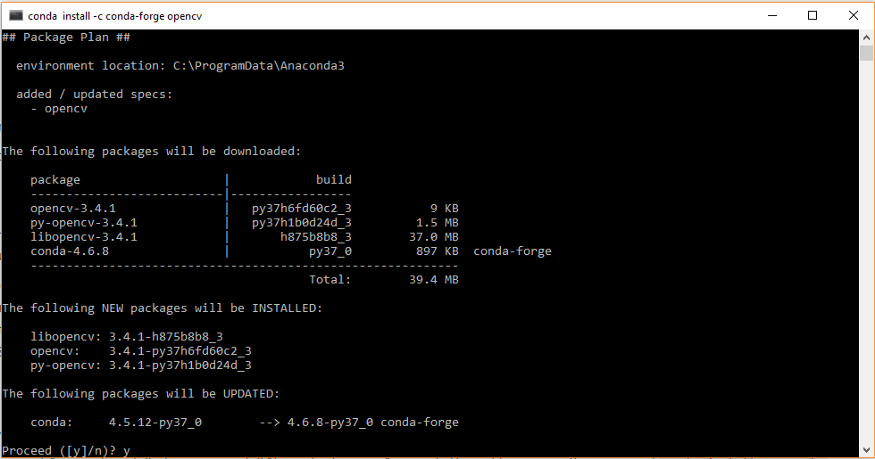 conda install -c conda-forge opencv
## Package Plan ##
environment location: C:\ProgramData\Anaconda3
added / updated specs:
- opencv
The following packages will be downloaded:
package | build
---------------------------|-----------------
opencv-3.4.1 | py37h6fd60c2_3 9 KB
py-opencv-3.4.1 | py37h1b0d24d_3 1.5 MB
libopencv-3.4.1 | h875b8b8_3 37.0 MB
conda-4.6.8 | py37_0 897 KB conda-forge
------------------------------------------------------------
Total: 39.4 MB
The following NEW packages will be INSTALLED:
libopencv: 3.4.1-h875b8b8_3
opencv: 3.4.1-py37h6fd60c2_3
py-opencv: 3.4.1-py37h1b0d24d_3
The following packages will be UPDATED:
conda: 4.5.12-py37_0 --> 4.6.8-py37_0 conda-forge
Proceed ([y]/n)? y